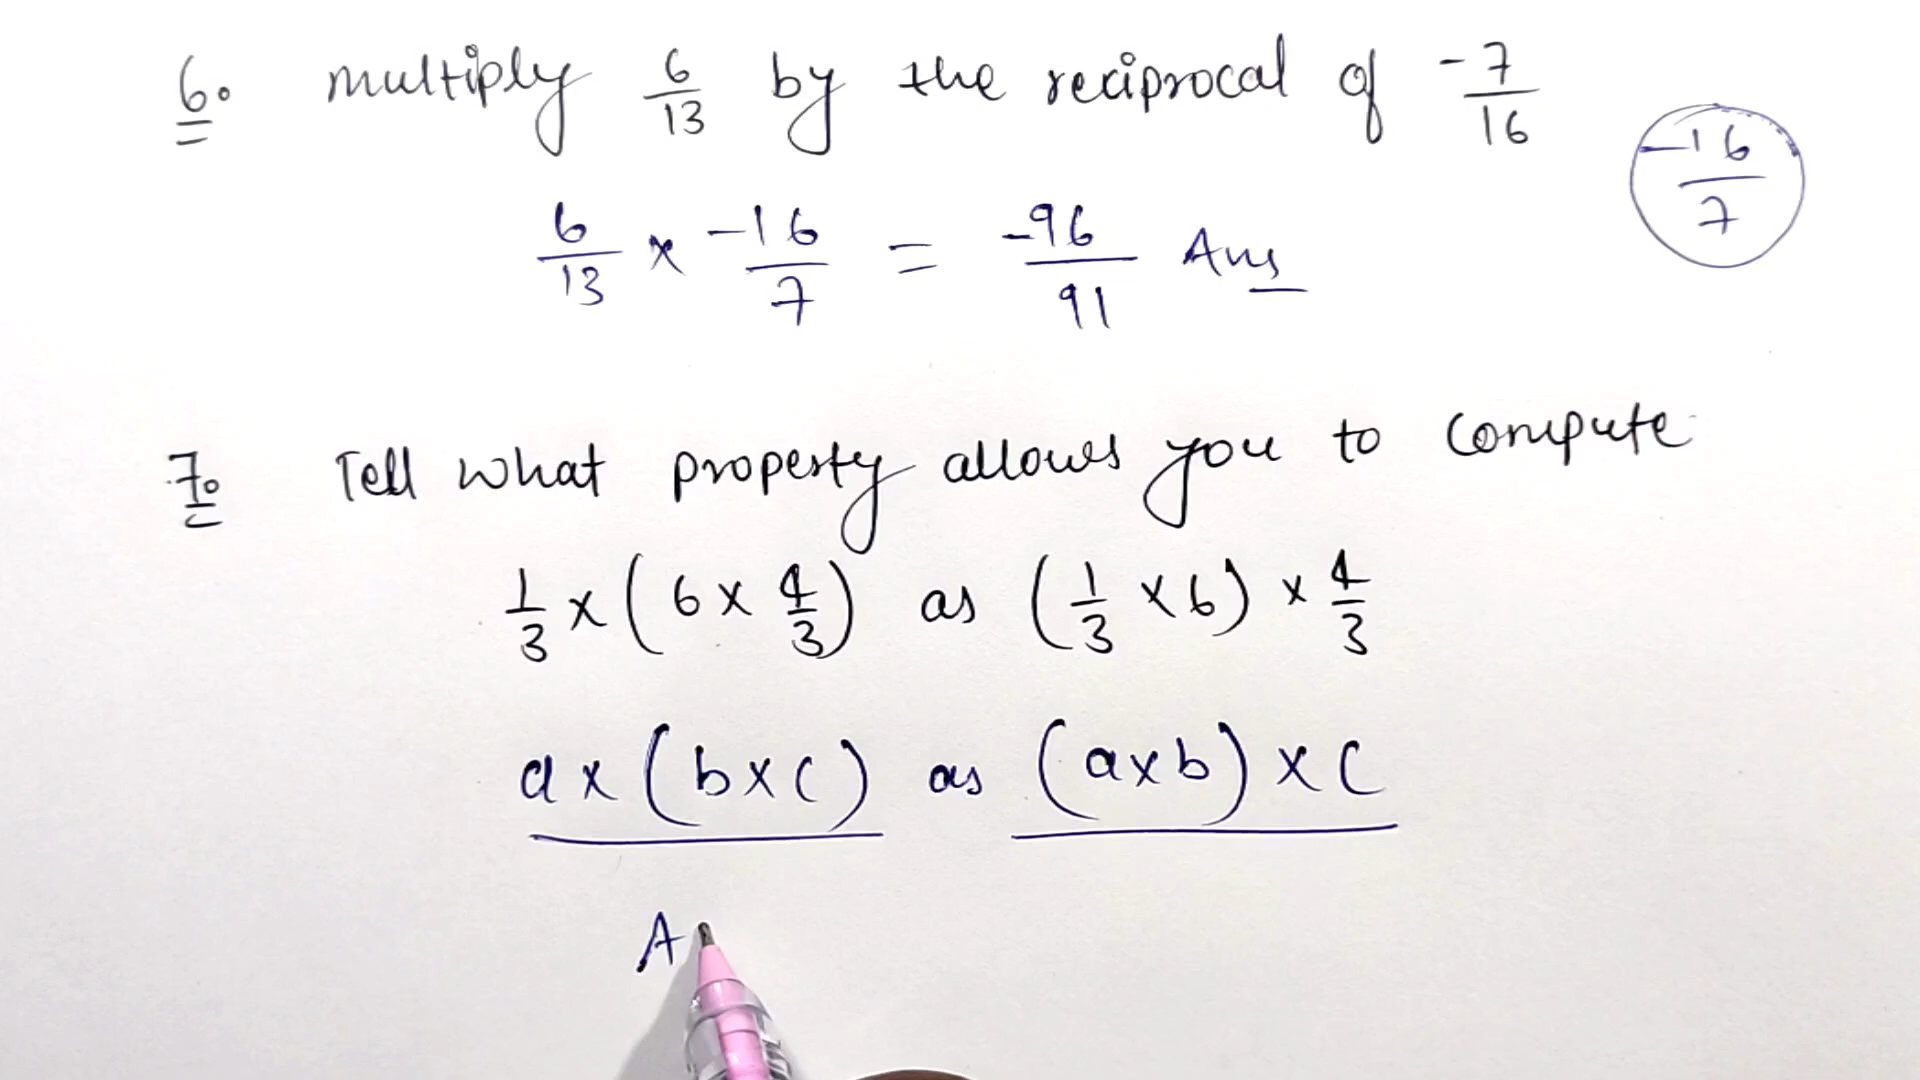 6. multiply 6/13 by the reciprocal of -7/16
-16/7
6/13 × -16/7 = -96/91 Ans
7. Tell what property allows you to compute
1/3 × (6 × 4/3) as (1/3 × 6) × 4/3
a × (b × c) as (a × b) × c
A